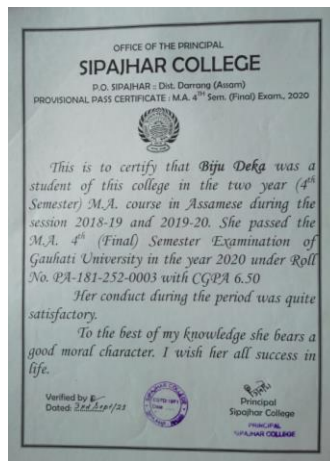 OFFICE OF THE PRINCIPAL
SIPAJHAR COLLEGE
P.O. SIPAJHAR :: Dist. Darrang (Assam)
PROVISIONAL PASS CERTIFICATE : M.A. 4TH Sem. (Final) Exam., 2020
This is to certify that Biju Deka was a
student of this college in the two year (4th
Semester) M.A. course in Assamese during the
session 2018-19 and 2019-20. She passed the
M.A. 4th (Final) Semester Examination of
Gauhati University in the year 2020 under Roll
No. PA-181-252-0003 with CGPA 6.50
Her conduct during the period was quite
satisfactory.
To the best of my knowledge she bears a
good moral character. I wish her all success in
life.
Verified by
Dated: 3rd Sept/23
SIPAJHAR COLLEGE
Principal
Sipajhar College
PRINCIPAL
SIPAJHAR COLLEGE